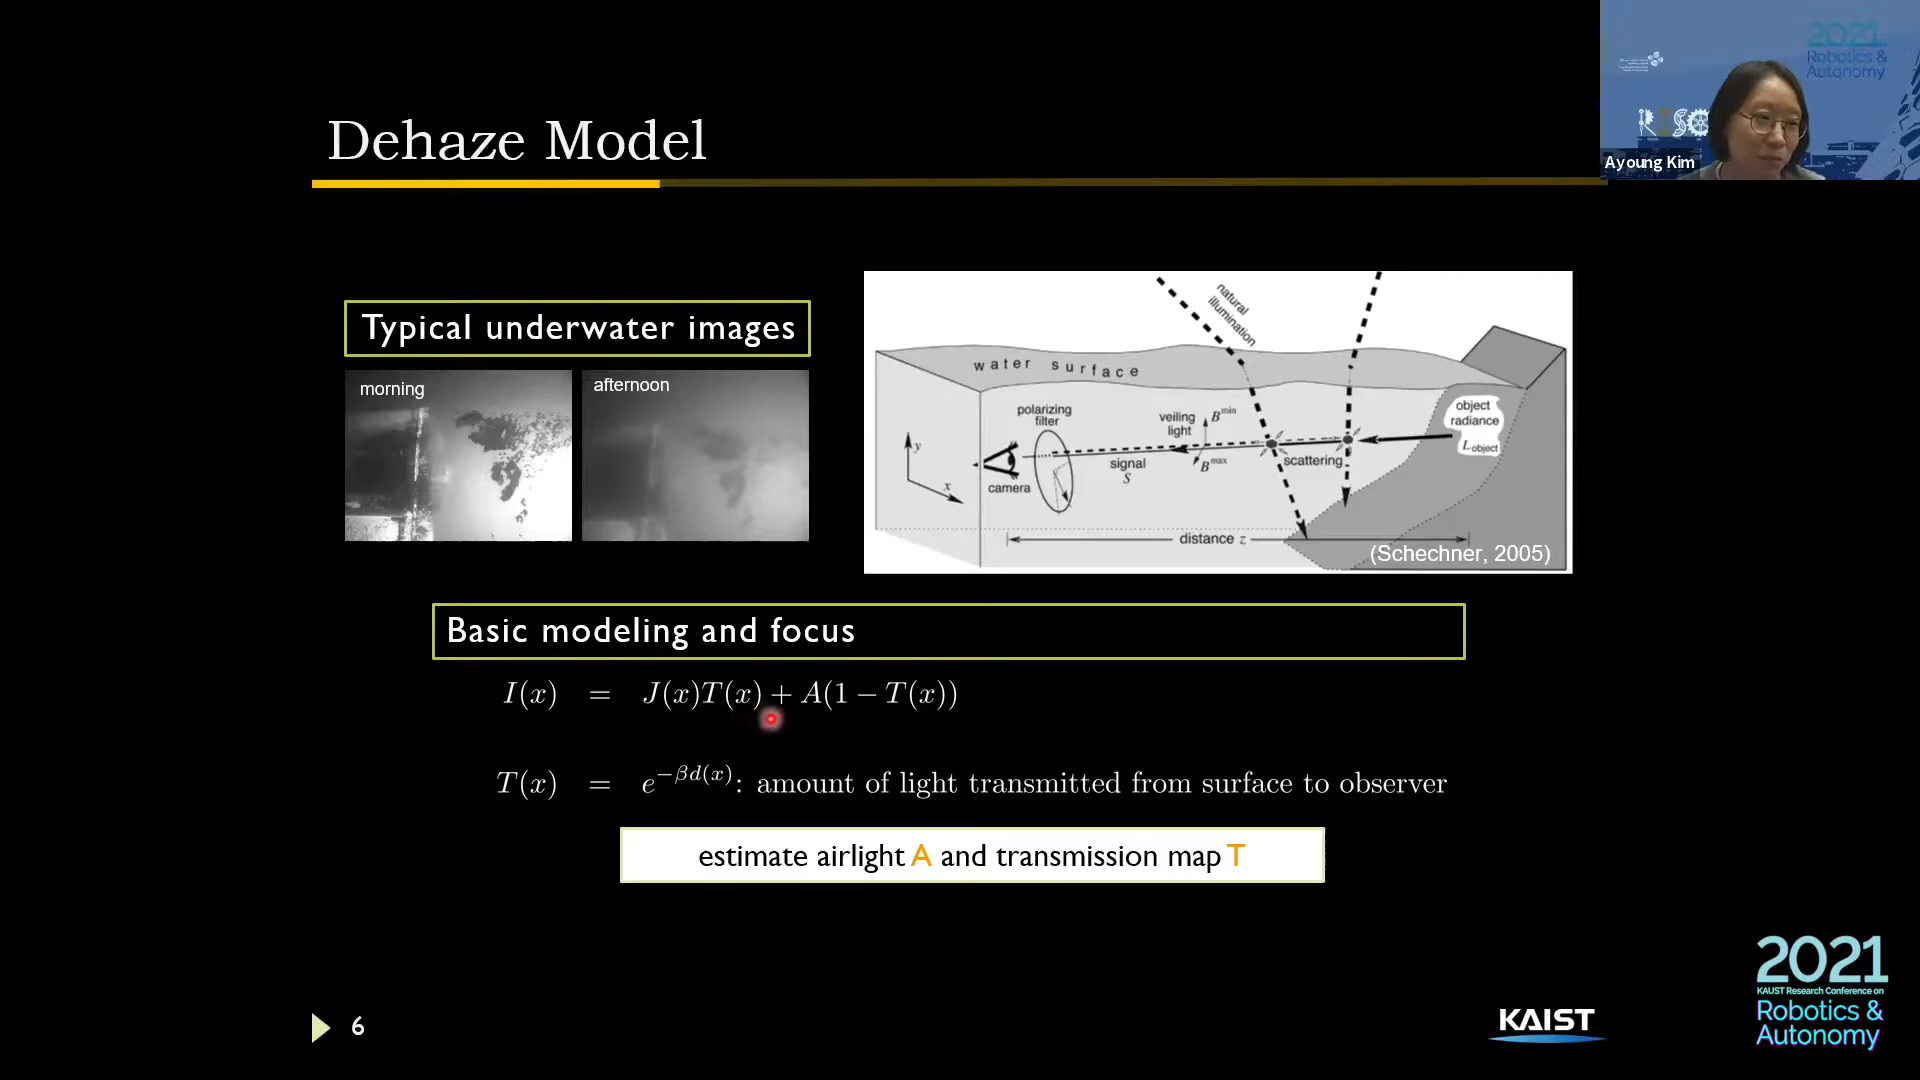 2021
Robotics &
Autonomy
RISC
Ayoung Kim
Dehaze Model
Typical underwater images
morning
afternoon
natural
illumination
water surface
polarizing
filter
veiling
light
B^min
B^max
object
radiance
L object
scattering
signal
S
camera
y
x
distance z
(Schechner, 2005)
Basic modeling and focus
I(x) = J(x)T(x) + A(1 − T(x))
T(x) = e^{−βd(x)}: amount of light transmitted from surface to observer
estimate airlight A and transmission map T
6
KAIST
2021
KAUST Research Conference on
Robotics &
Autonomy